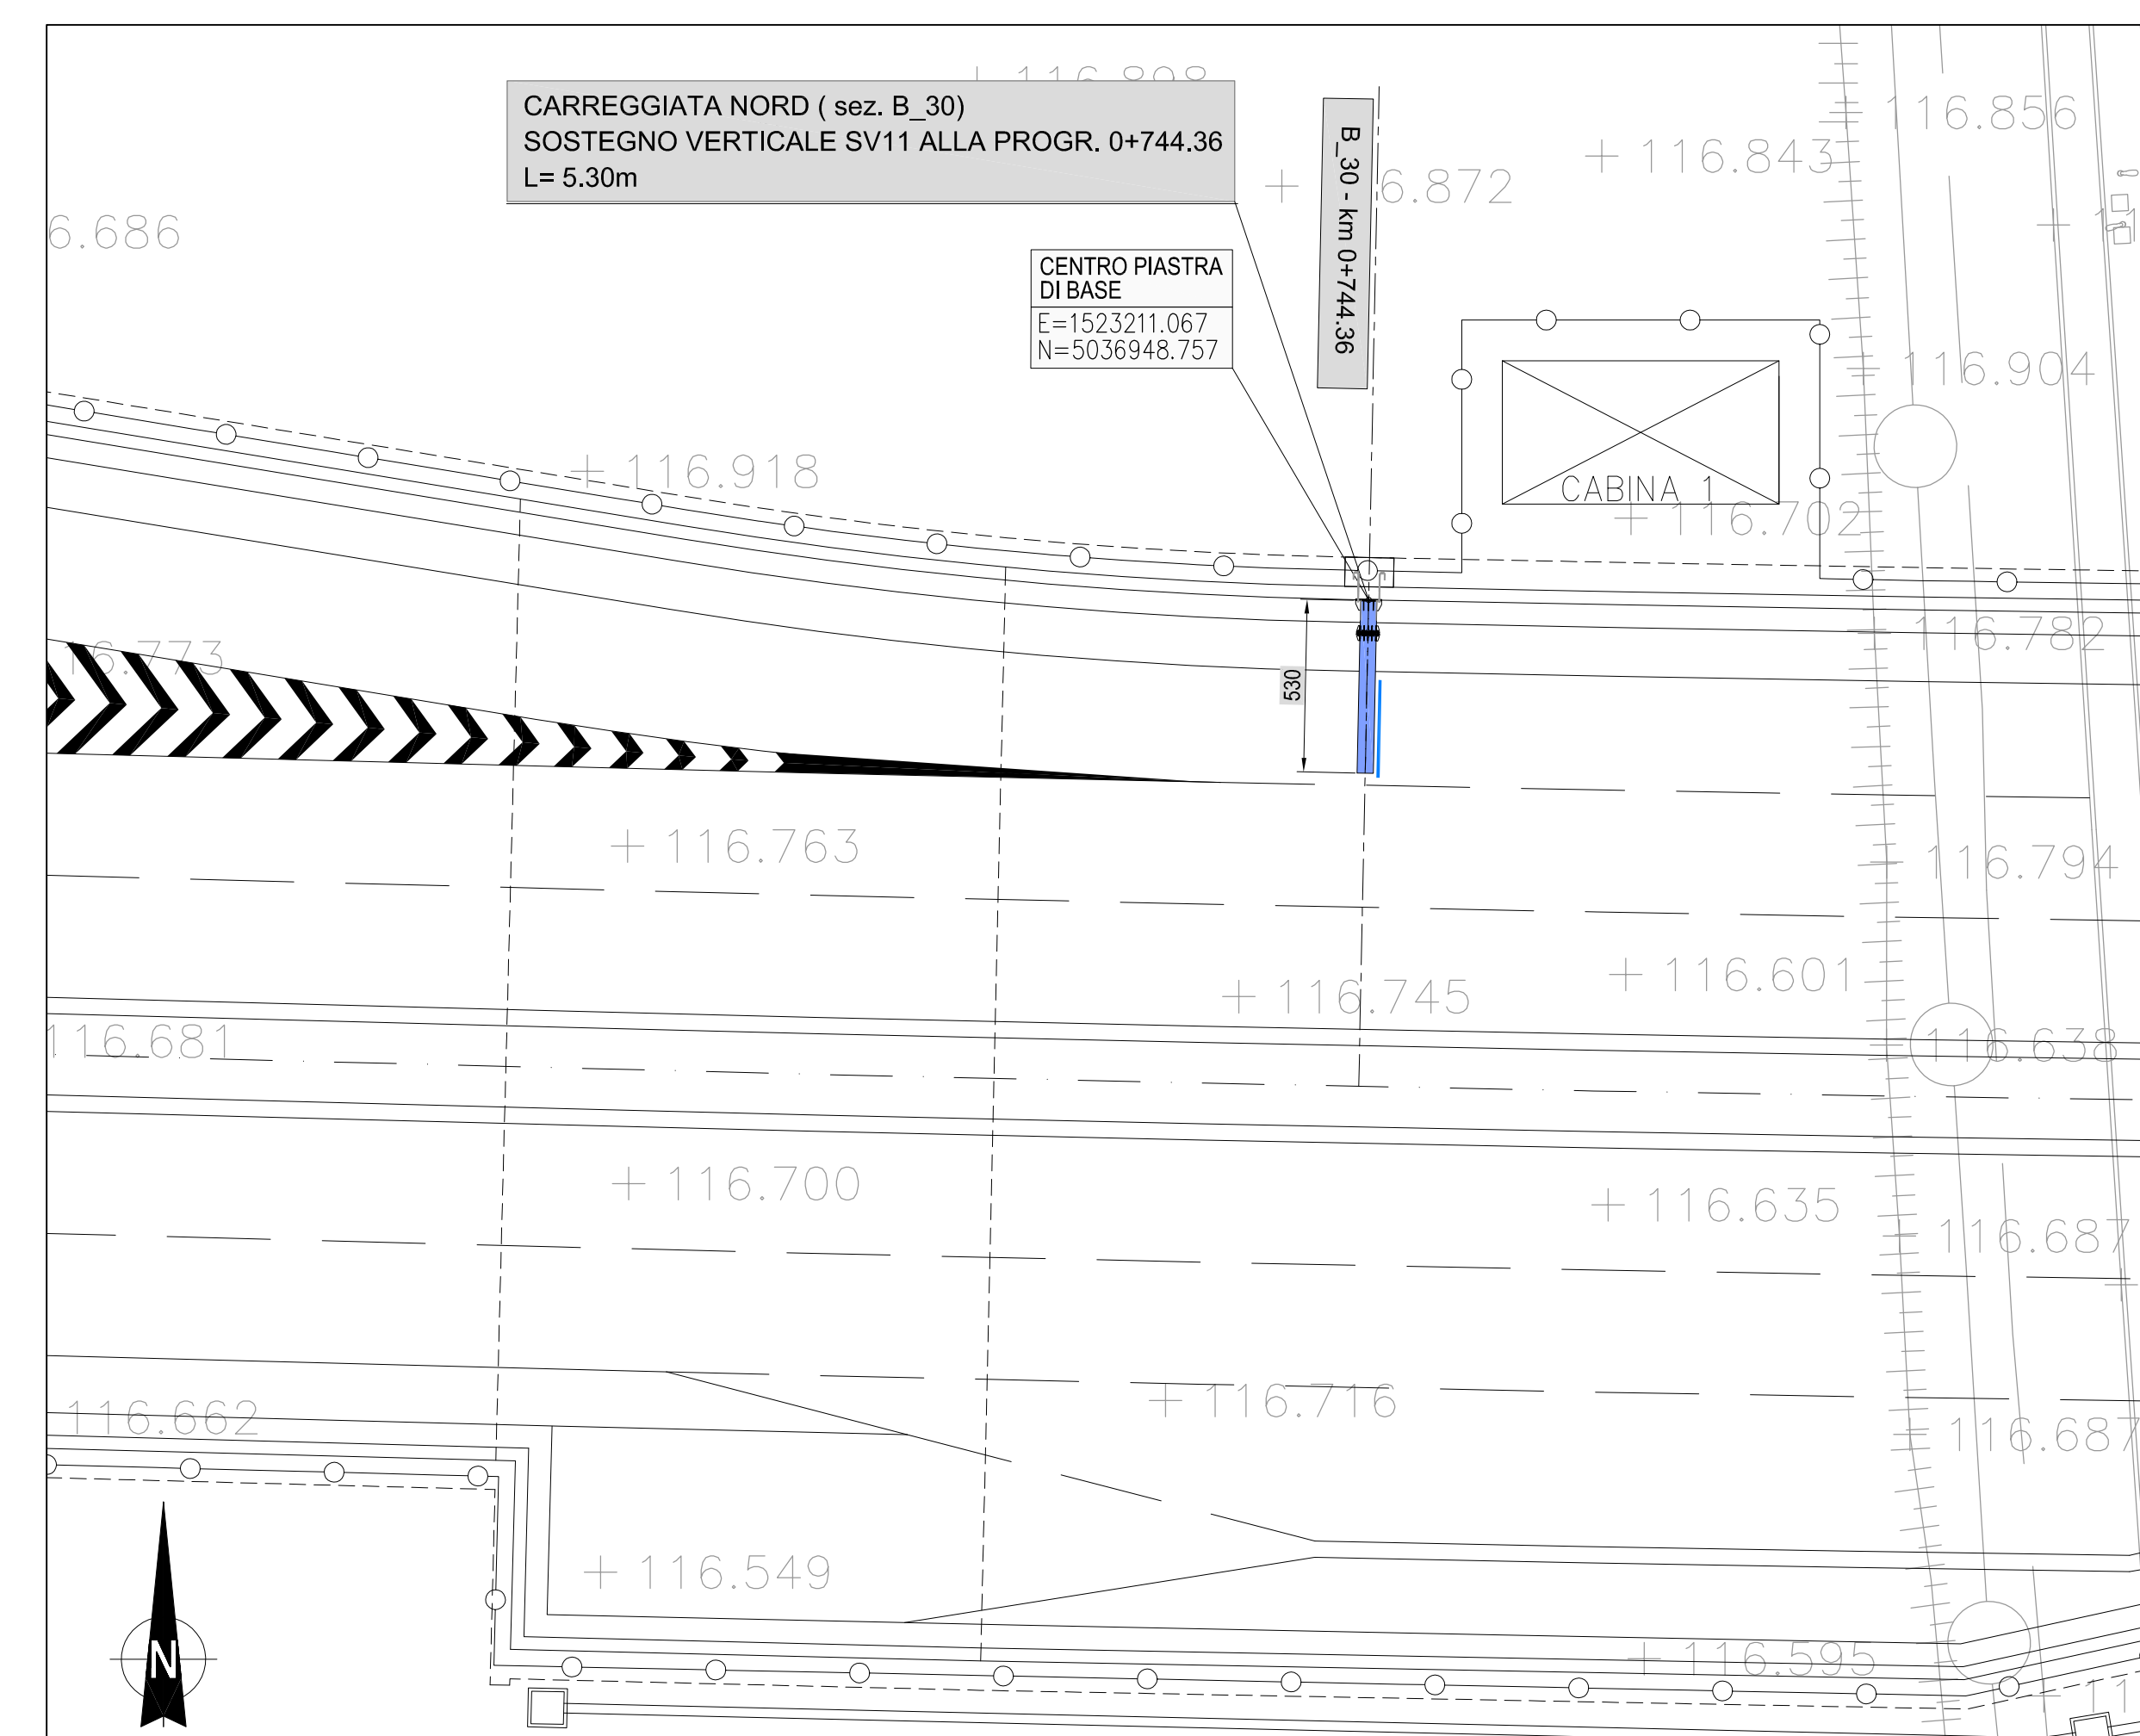 CARREGGIATA NORD ( sez. B_30)
SOSTEGNO VERTICALE SV11 ALLA PROGR. 0+744.36
L= 5.30m
B_30 - km 0+744.36
116.856
+ 116.843
6.872
6.686
CENTRO PIASTRA
DI BASE
E=1523211.067
N=5036948.757
116.904
+ 116.918
CABINA 1
+ 116.702
116.782
16.773
530
+ 116.763
116.794
+ 116.601
+ 116.745
116.681
116.638
+ 116.700
+ 116.635
116.687
+ 116.716
116.662
116.687
+ 116.549
N
+ 116.595